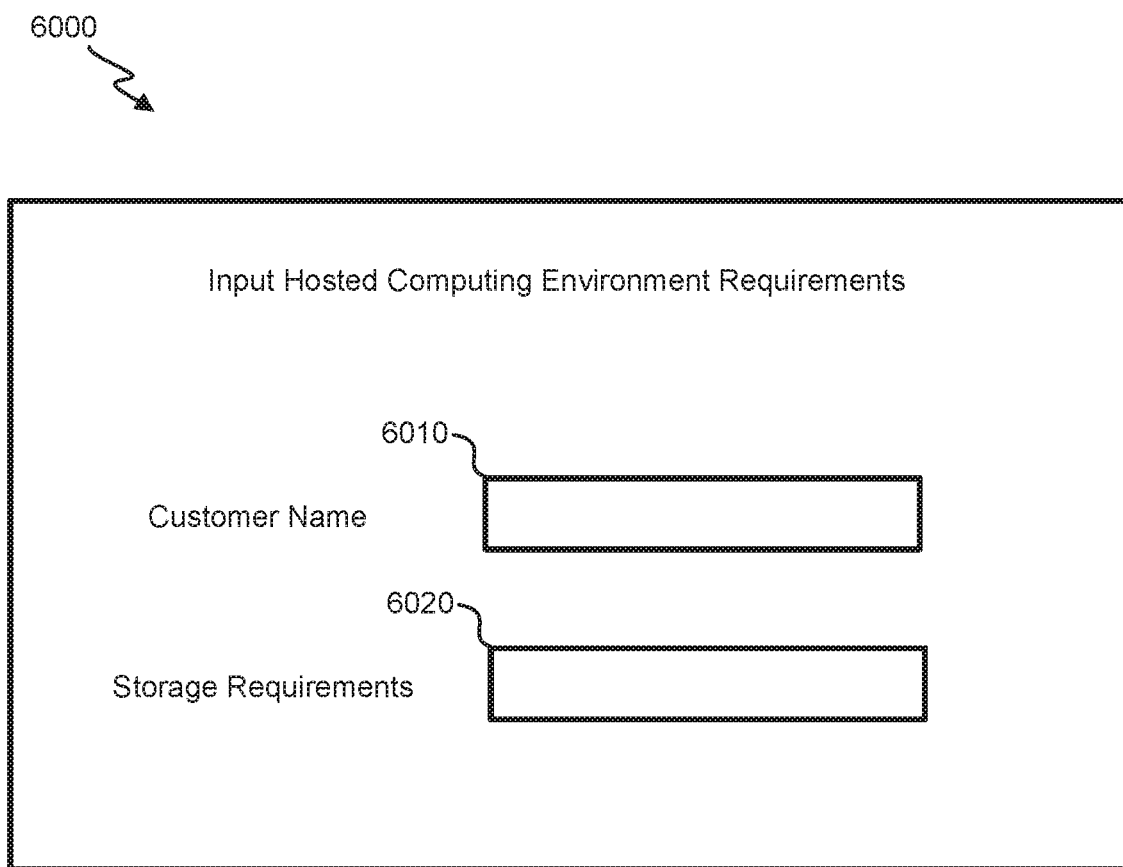 6000
Input Hosted Computing Environment Requirements
6010
Customer Name
6020
Storage Requirements